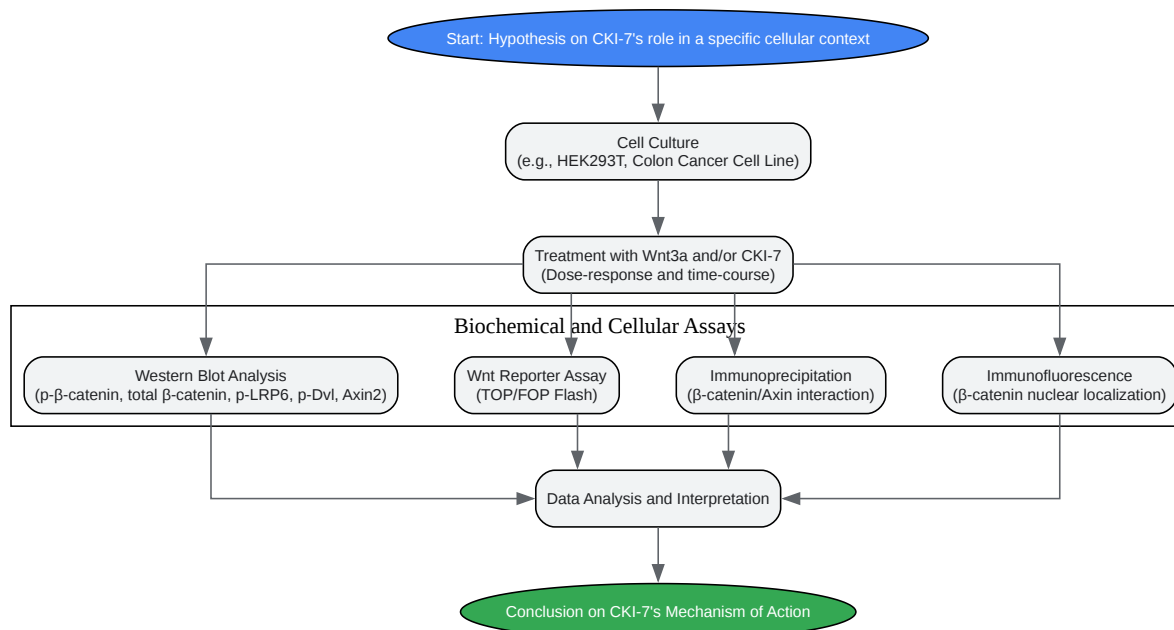 Start: Hypothesis on CKI-7's role in a specific cellular context
Cell Culture
(e.g., HEK293T, Colon Cancer Cell Line)
Treatment with Wnt3a and/or CKI-7
(Dose-response and time-course)
Biochemical and Cellular Assays
Western Blot Analysis
(p-β-catenin, total β-catenin, p-LRP6, p-Dvl, Axin2)
Wnt Reporter Assay
(TOP/FOP Flash)
Immunoprecipitation
(β-catenin/Axin interaction)
Immunofluorescence
(β-catenin nuclear localization)
Data Analysis and Interpretation
Conclusion on CKI-7's Mechanism of Action